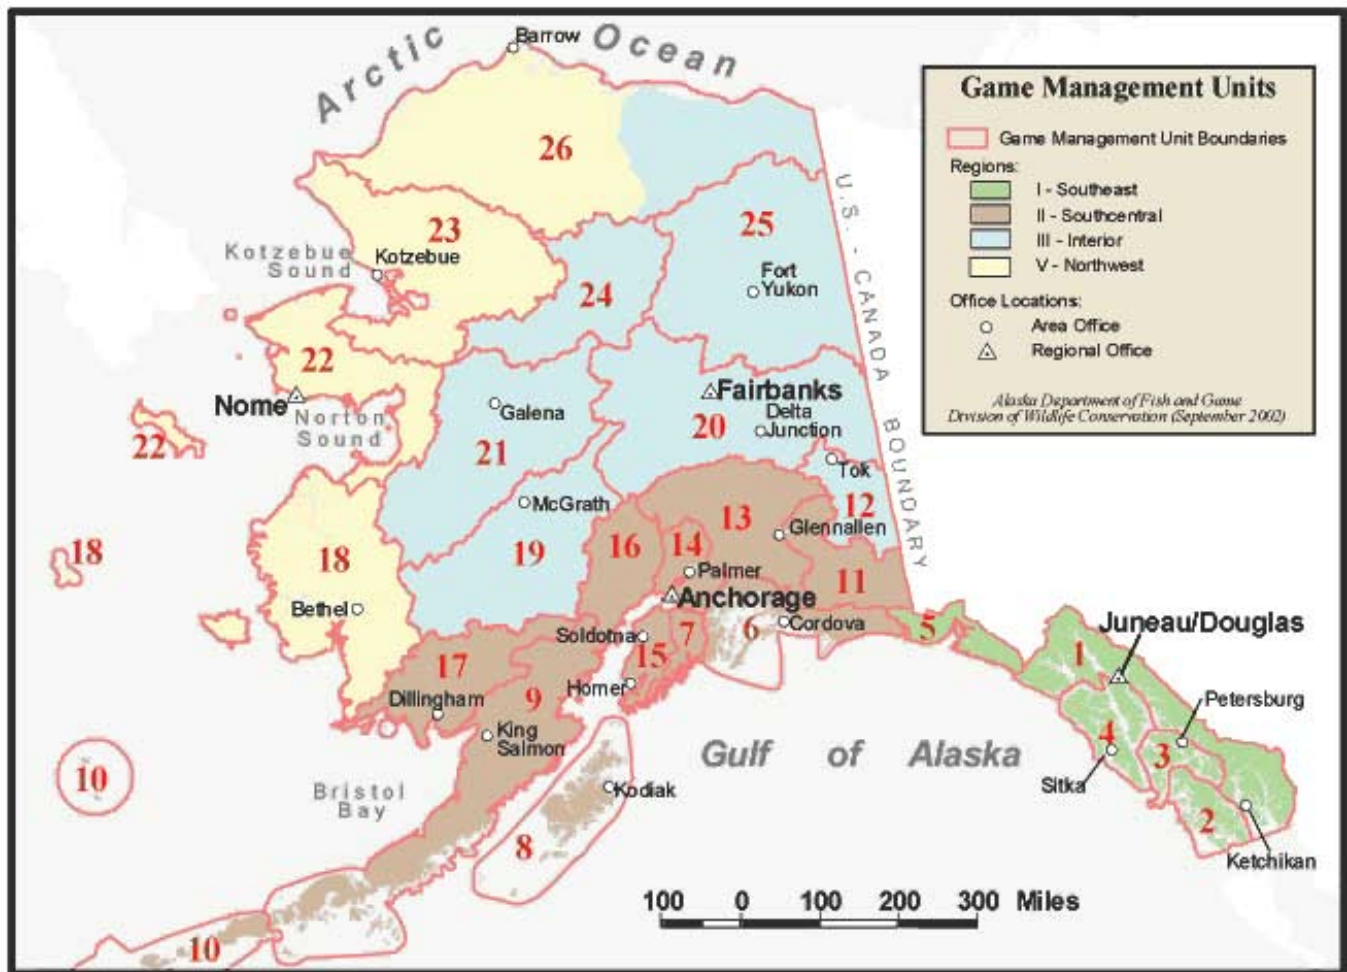 Arctic Ocean
Barrow
Game Management Units
Game Management Unit Boundaries
Regions:
I - Southeast
II - Southcentral
III - Interior
V - Northwest
Office Locations:
Area Office
Regional Office
Alaska Department of Fish and Game
Division of Wildlife Conservation (September 2002)
26
23
25
Kotzebue
Sound
Kotzebue
Fort
Yukon
24
U.S. - CANADA BOUNDARY
22
Nome
Norton
Sound
Galena
Fairbanks
20
Delta
Junction
22
21
Tok
McGrath
12
13
Glennallen
18
18
19
16
14
Palmer
11
Bethel
Anchorage
Cordova
Soldotna
7
6
5
15
Homer
17
9
Dillingham
King
Salmon
1
Juneau/Douglas
Petersburg
4
3
Sitka
2
Ketchikan
Gulf of Alaska
10
Bristol
Bay
Kodiak
8
10
100 0 100 200 300 Miles